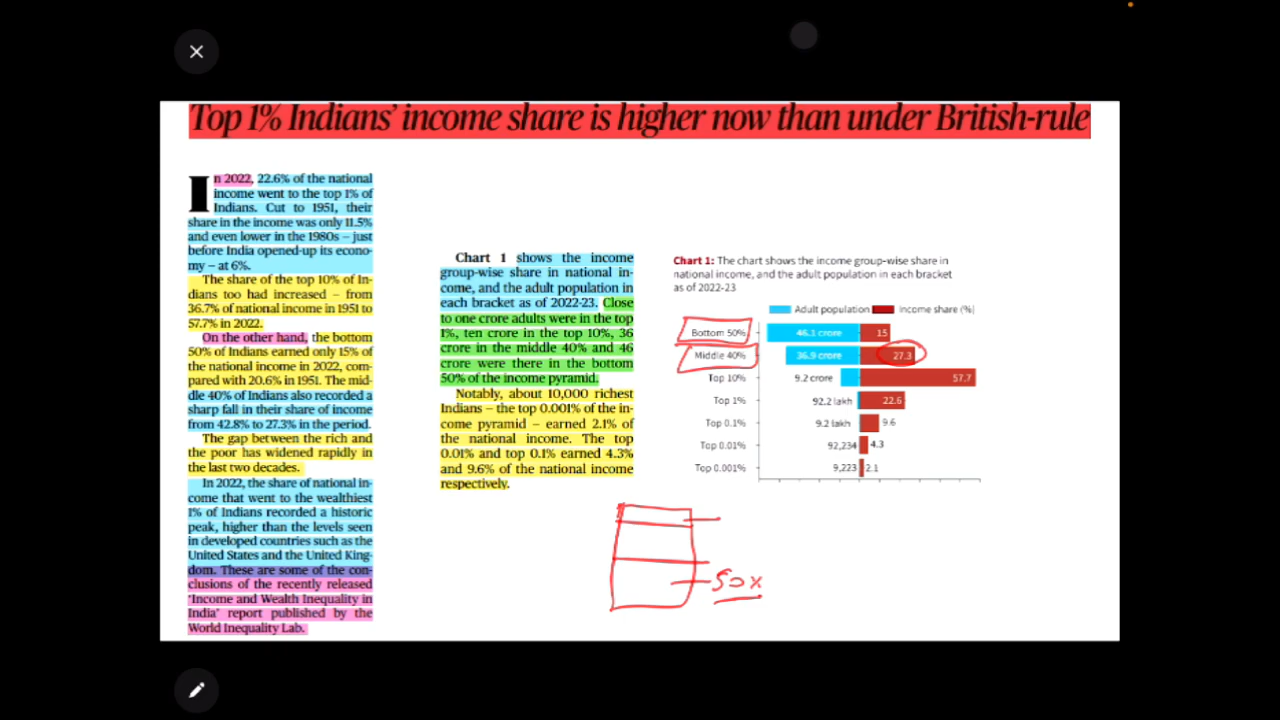 Top 1% Indians’ income share is higher now than under British-rule
In 2022, 22.6% of the national
income went to the top 1% of
Indians. Cut to 1951, their
share in the income was only 11.5%
and even lower in the 1980s – just
before India opened-up its econo-
my – at 6%.
The share of the top 10% of In-
dians too had increased – from
36.7% of national income in 1951 to
57.7% in 2022.
On the other hand, the bottom
50% of Indians earned only 15% of
the national income in 2022, com-
pared with 20.6% in 1951. The mid-
dle 40% of Indians also recorded a
sharp fall in their share of income
from 42.8% to 27.3% in the period.
The gap between the rich and
the poor has widened rapidly in
the last two decades.
In 2022, the share of national in-
come that went to the wealthiest
1% of Indians recorded a historic
peak, higher than the levels seen
in developed countries such as the
United States and the United King-
dom. These are some of the con-
clusions of the recently released
‘Income and Wealth Inequality in
India’ report published by the
World Inequality Lab.
Chart 1 shows the income
group-wise share in national in-
come, and the adult population in
each bracket as of 2022-23. Close
to one crore adults were in the top
1%, ten crore in the top 10%, 36
crore in the middle 40% and 46
crore were there in the bottom
50% of the income pyramid.
Notably, about 10,000 richest
Indians – the top 0.001% of the in-
come pyramid – earned 2.1% of
the national income. The top
0.01% and top 0.1% earned 4.3%
and 9.6% of the national income
respectively.
Chart 1: The chart shows the income group-wise share in
national income, and the adult population in each bracket
as of 2022-23
Adult population Income share (%)
Bottom 50% 46.1 crore 15
Middle 40% 36.9 crore 27.3
Top 10% 9.2 crore 57.7
Top 1% 92.2 lakh 22.6
Top 0.1% 9.2 lakh 9.6
Top 0.01% 92,234 4.3
Top 0.001% 9,223 2.1
50x